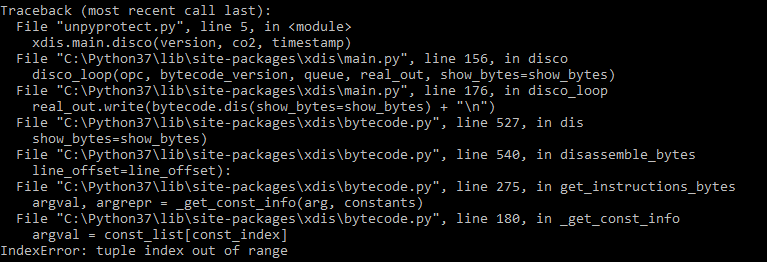 Traceback (most recent call last):
  File "unpyprotect.py", line 5, in <module>
    xdis.main.disco(version, co2, timestamp)
  File "C:\Python37\lib\site-packages\xdis\main.py", line 156, in disco
    disco_loop(opc, bytecode_version, queue, real_out, show_bytes=show_bytes)
  File "C:\Python37\lib\site-packages\xdis\main.py", line 176, in disco_loop
    real_out.write(bytecode.dis(show_bytes=show_bytes) + "\n")
  File "C:\Python37\lib\site-packages\xdis\bytecode.py", line 527, in dis
    show_bytes=show_bytes)
  File "C:\Python37\lib\site-packages\xdis\bytecode.py", line 540, in disassemble_bytes
    line_offset=line_offset):
  File "C:\Python37\lib\site-packages\xdis\bytecode.py", line 275, in get_instructions_bytes
    argval, argrepr = _get_const_info(arg, constants)
  File "C:\Python37\lib\site-packages\xdis\bytecode.py", line 180, in _get_const_info
    argval = const_list[const_index]
IndexError: tuple index out of range